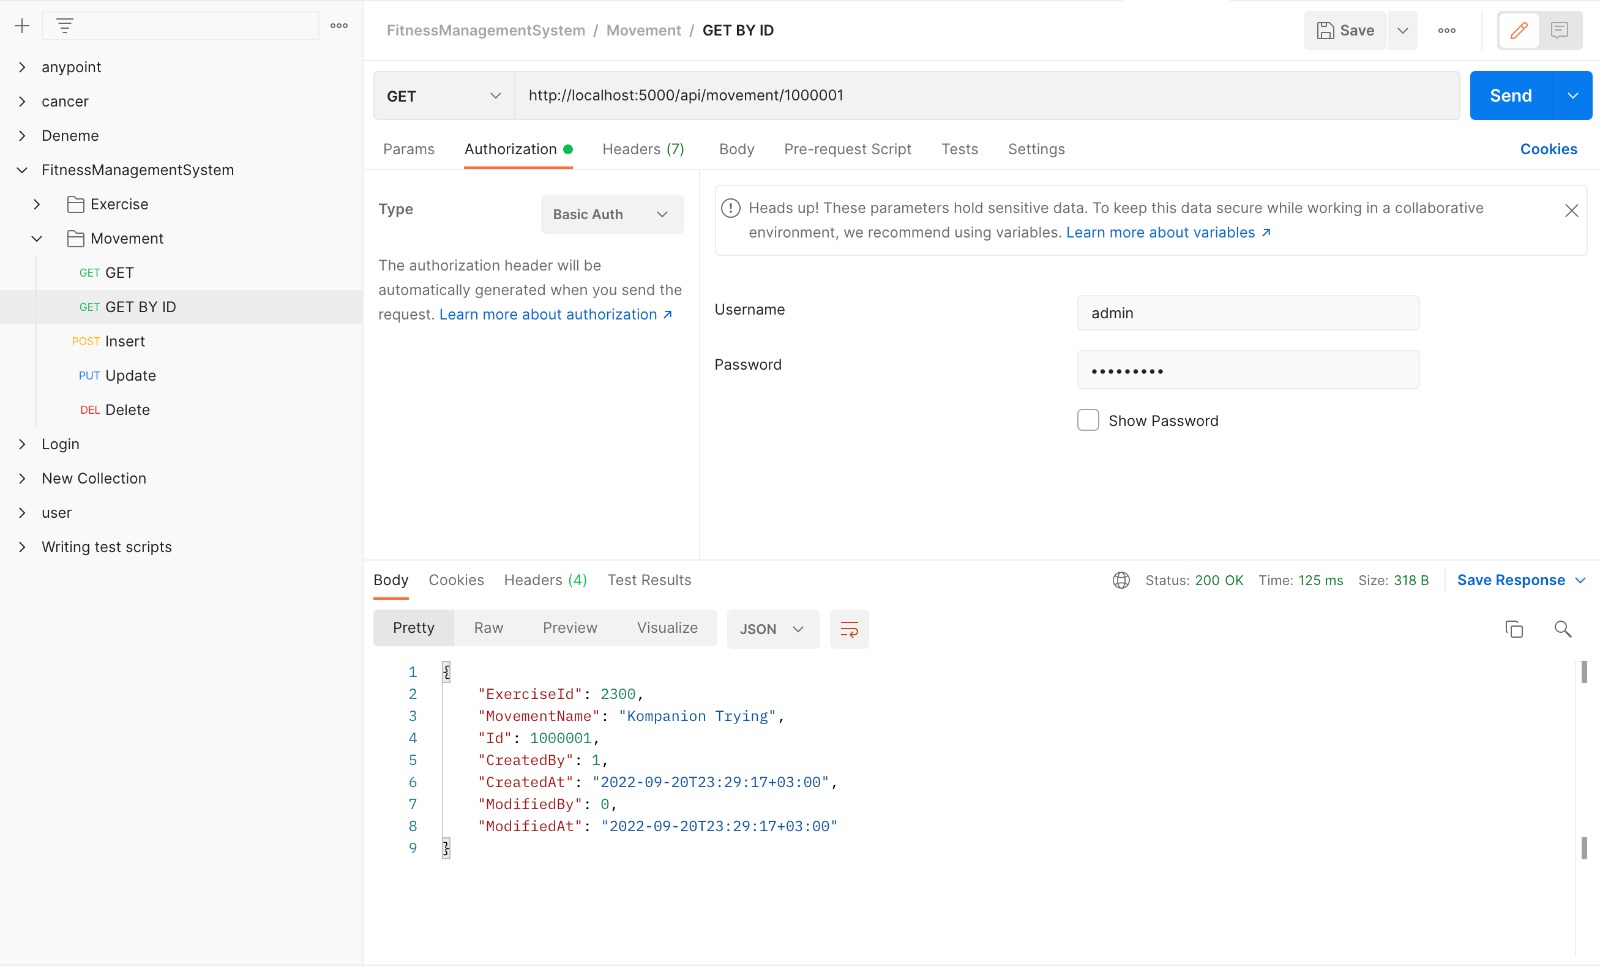 anypoint
cancer
Deneme
FitnessManagementSystem
Exercise
Movement
GET GET
GET GET BY ID
POST Insert
PUT Update
DEL Delete
Login
New Collection
user
Writing test scripts
FitnessManagementSystem / Movement / GET BY ID
Save
GET http://localhost:5000/api/movement/1000001 Send
Params Authorization Headers (7) Body Pre-request Script Tests Settings Cookies
Type Basic Auth
The authorization header will be
automatically generated when you send the
request. Learn more about authorization ↗
Heads up! These parameters hold sensitive data. To keep this data secure while working in a collaborative
environment, we recommend using variables. Learn more about variables ↗
Username admin
Password •••••••••
Show Password
Body Cookies Headers (4) Test Results Status: 200 OK Time: 125 ms Size: 318 B Save Response
Pretty Raw Preview Visualize JSON
1 {
2 "ExerciseId": 2300,
3 "MovementName": "Kompanion Trying",
4 "Id": 1000001,
5 "CreatedBy": 1,
6 "CreatedAt": "2022-09-20T23:29:17+03:00",
7 "ModifiedBy": 0,
8 "ModifiedAt": "2022-09-20T23:29:17+03:00"
9 }